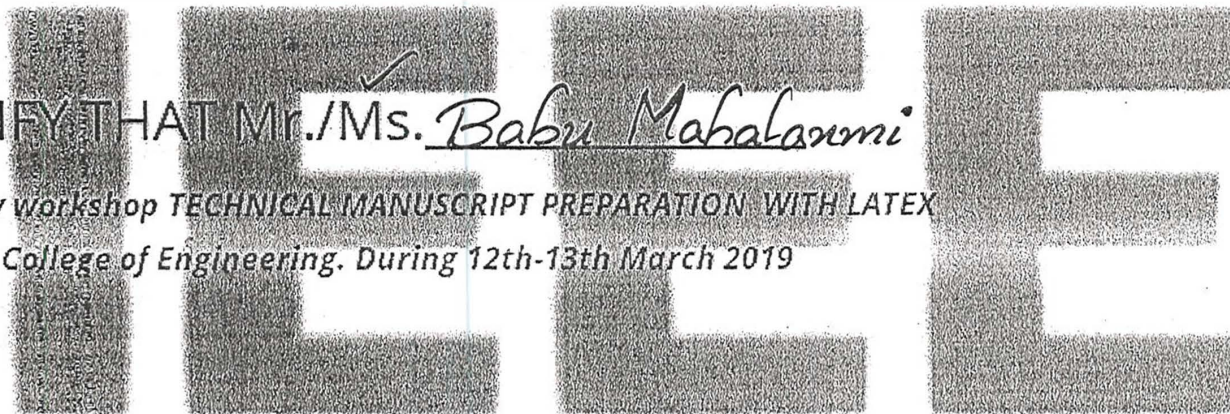 IEEE
IFY THAT Mr./Ms. Babu Mahalaxmi
y workshop TECHNICAL MANUSCRIPT PREPARATION WITH LATEX
College of Engineering. During 12th-13th March 2019